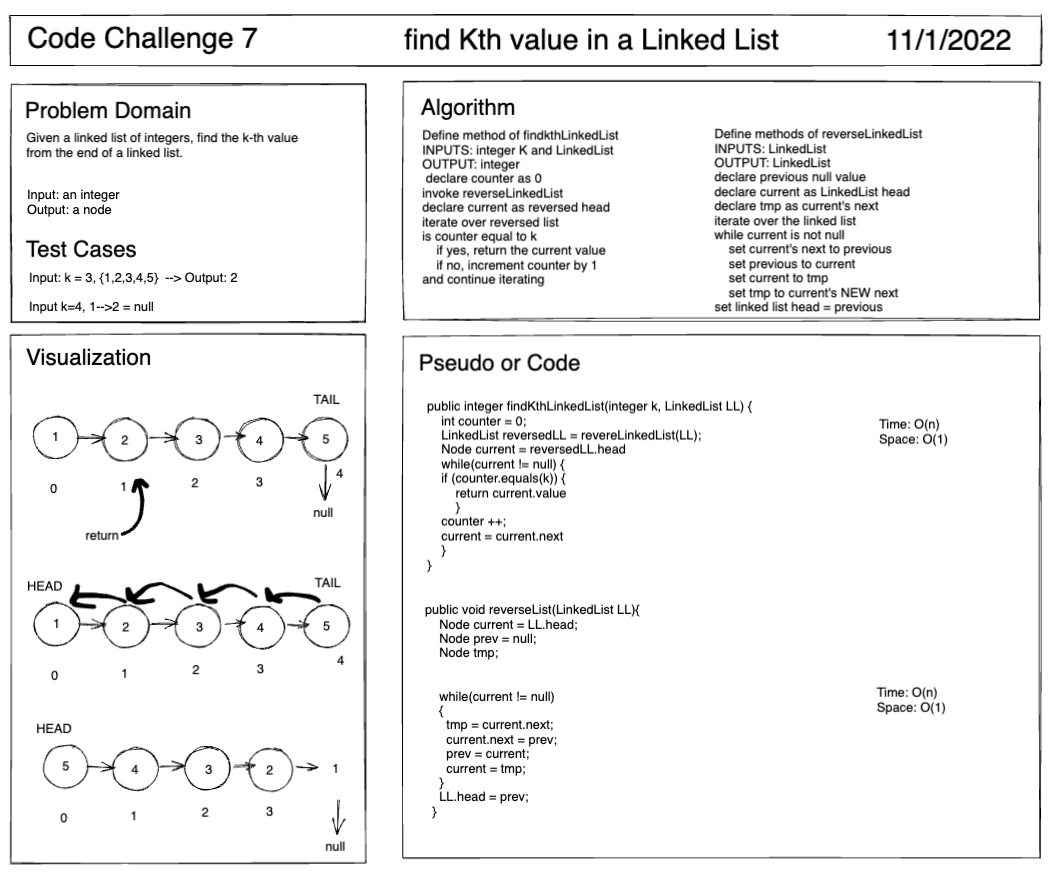 Code Challenge 7 find Kth value in a Linked List 11/1/2022
Problem Domain
Given a linked list of integers, find the k-th value
from the end of a linked list.
Input: an integer
Output: a node
Test Cases
Input: k = 3, {1,2,3,4,5} --> Output: 2
Input k=4, 1-->2 = null
Algorithm
Define method of findkthLinkedList
INPUTS: integer K and LinkedList
OUTPUT: integer
declare counter as 0
invoke reverseLinkedList
declare current as reversed head
iterate over reversed list
is counter equal to k
if yes, return the current value
if no, increment counter by 1
and continue iterating
Define methods of reverseLinkedList
INPUTS: LinkedList
OUTPUT: LinkedList
declare previous null value
declare current as LinkedList head
declare tmp as current's next
iterate over the linked list
while current is not null
set current's next to previous
set previous to current
set current to tmp
set tmp to current's NEW next
set linked list head = previous
Visualization
TAIL
1 2 3 4 5
0 1 2 3 4
null
return
HEAD TAIL
1 2 3 4 5
0 1 2 3 4
HEAD
5 4 3 2 1
0 1 2 3
null
Pseudo or Code
public integer findKthLinkedList(integer k, LinkedList LL) {
int counter = 0;
LinkedList reversedLL = revereLinkedList(LL);
Node current = reversedLL.head
while(current != null) {
if (counter.equals(k)) {
return current.value
}
counter ++;
current = current.next
}
}
Time: O(n)
Space: O(1)
public void reverseList(LinkedList LL){
Node current = LL.head;
Node prev = null;
Node tmp;
while(current != null)
{
tmp = current.next;
current.next = prev;
prev = current;
current = tmp;
}
LL.head = prev;
}
Time: O(n)
Space: O(1)